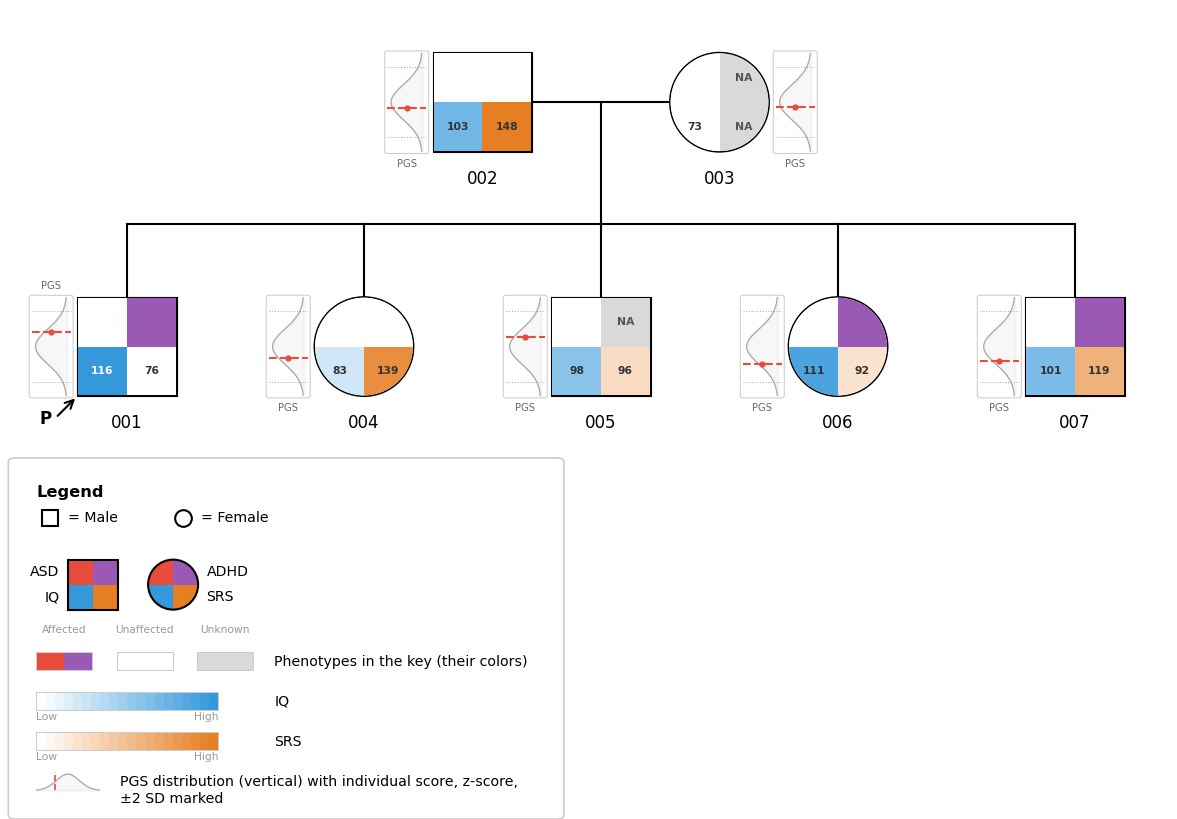 NA
103 148 73 NA
PGS PGS
002 003
PGS
NA
116 76 83 139 98 96 111 92 101 119
PGS PGS PGS PGS
P
001 004 005 006 007
Legend
= Male = Female
ASD ADHD
IQ SRS
Affected Unaffected Unknown
Phenotypes in the key (their colors)
IQ
Low High
SRS
Low High
PGS distribution (vertical) with individual score, z-score,
±2 SD marked